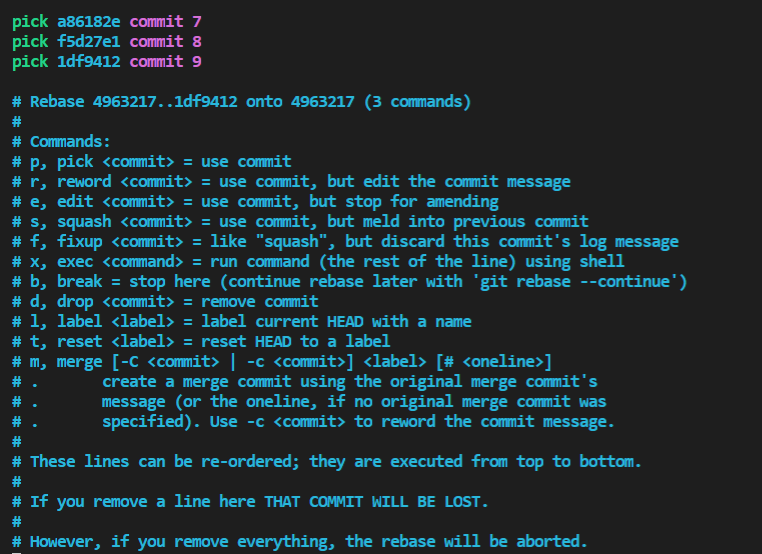 pick a86182e commit 7
pick f5d27e1 commit 8
pick 1df9412 commit 9
# Rebase 4963217..1df9412 onto 4963217 (3 commands)
#
# Commands:
# p, pick <commit> = use commit
# r, reword <commit> = use commit, but edit the commit message
# e, edit <commit> = use commit, but stop for amending
# s, squash <commit> = use commit, but meld into previous commit
# f, fixup <commit> = like "squash", but discard this commit's log message
# x, exec <command> = run command (the rest of the line) using shell
# b, break = stop here (continue rebase later with 'git rebase --continue')
# d, drop <commit> = remove commit
# l, label <label> = label current HEAD with a name
# t, reset <label> = reset HEAD to a label
# m, merge [-C <commit> | -c <commit>] <label> [# <oneline>]
# .       create a merge commit using the original merge commit's
# .       message (or the oneline, if no original merge commit was
# .       specified). Use -c <commit> to reword the commit message.
#
# These lines can be re-ordered; they are executed from top to bottom.
#
# If you remove a line here THAT COMMIT WILL BE LOST.
#
# However, if you remove everything, the rebase will be aborted.